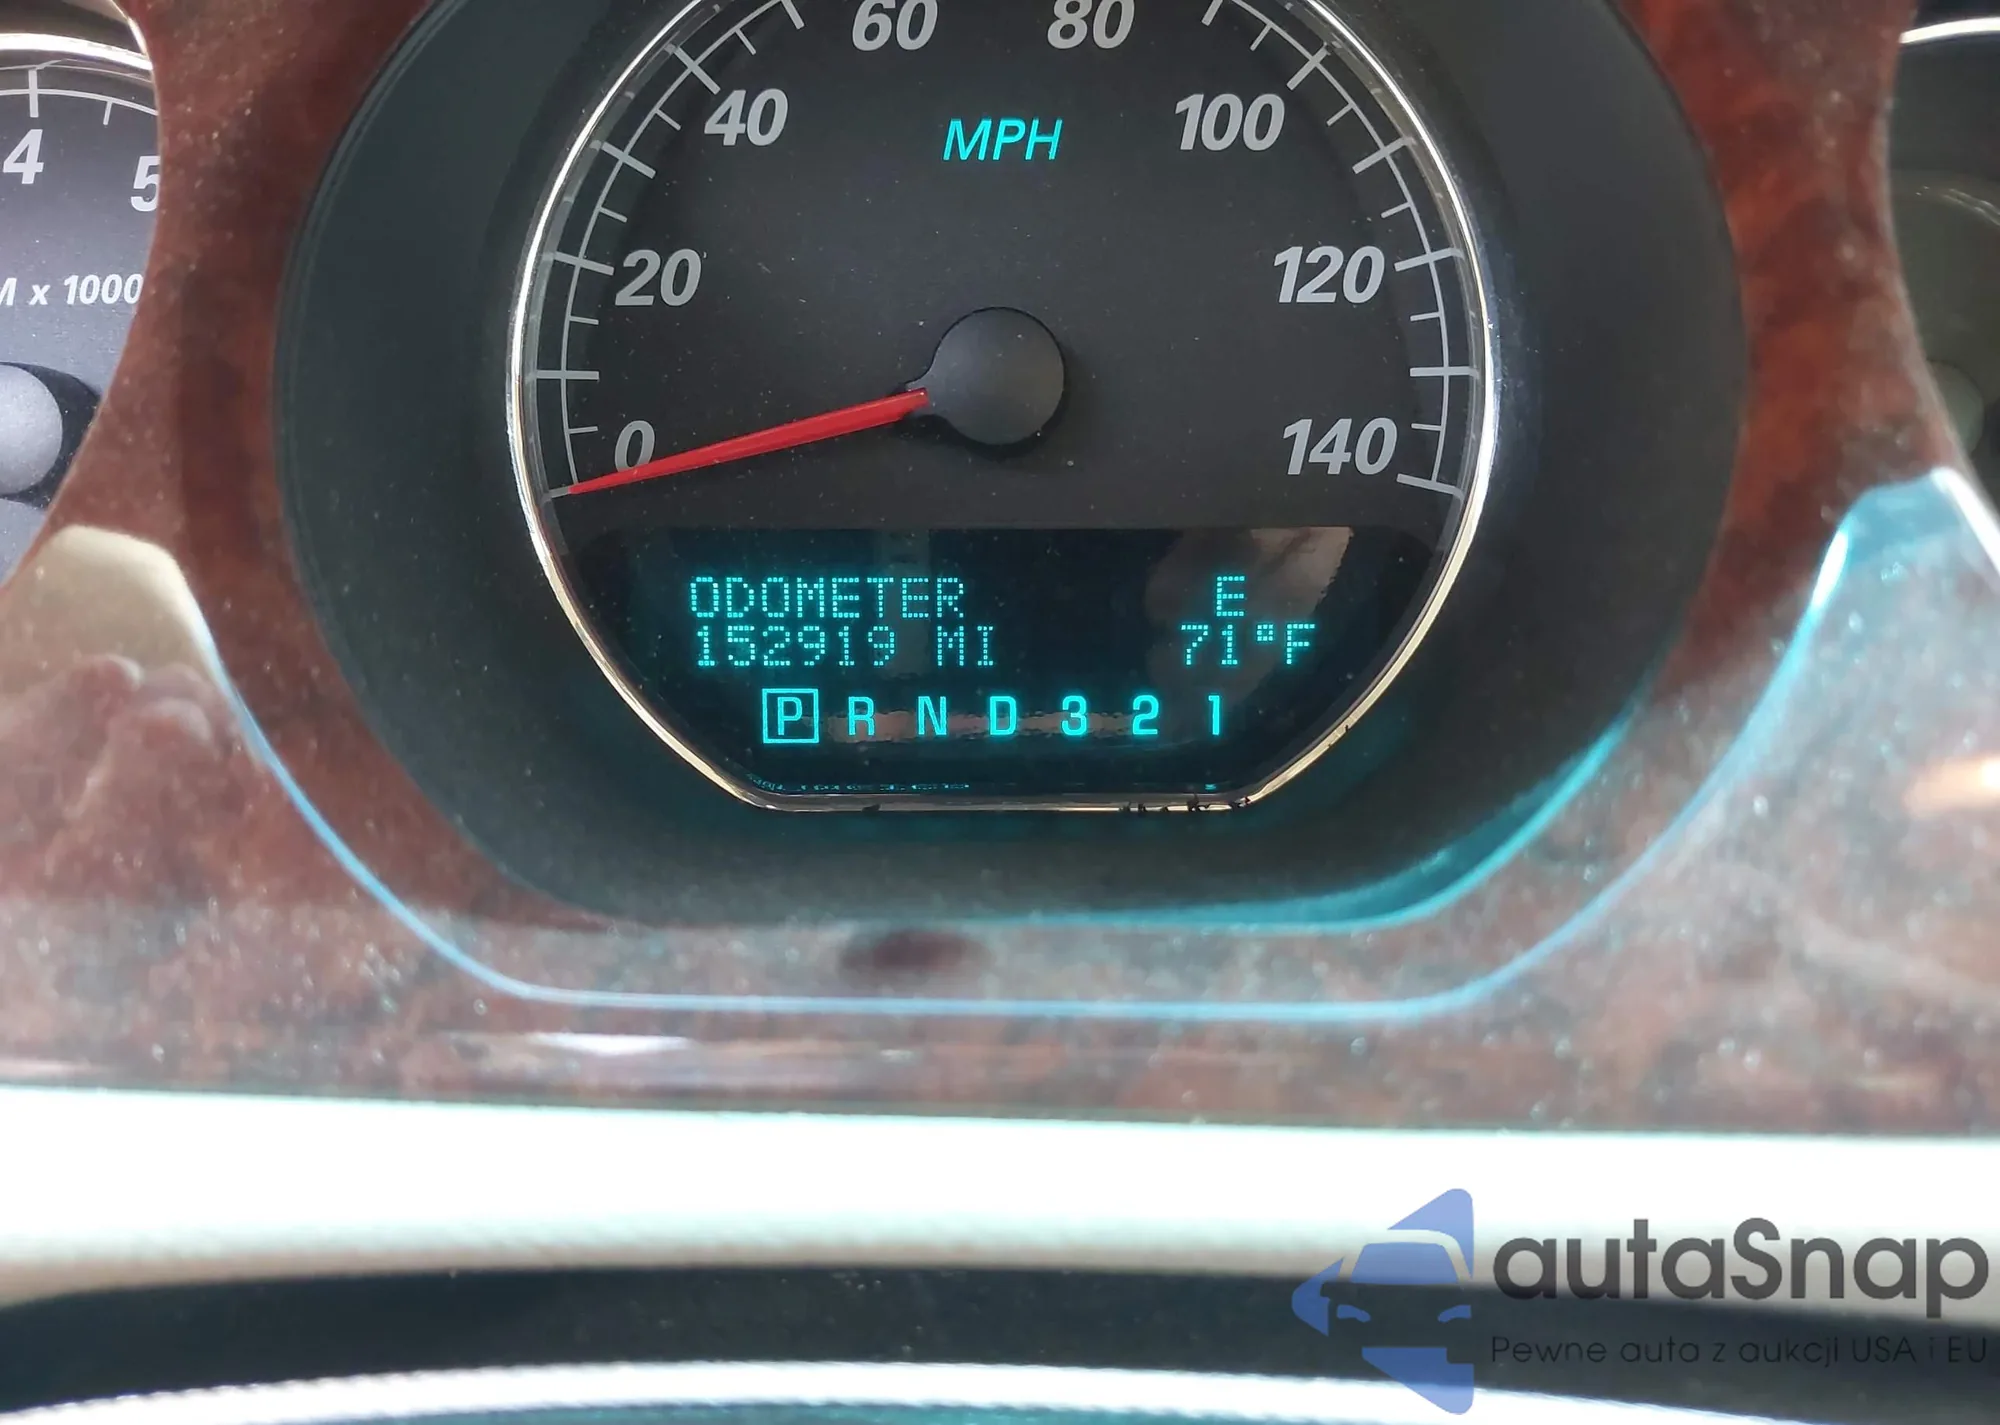 60 80
40 100
MPH
4
5
20 120
M x 1000
0 140
ODOMETER E
152919 MI 71°F
P R N D 3 2 1
autaSnap
Pewne auta z aukcji USA i EU